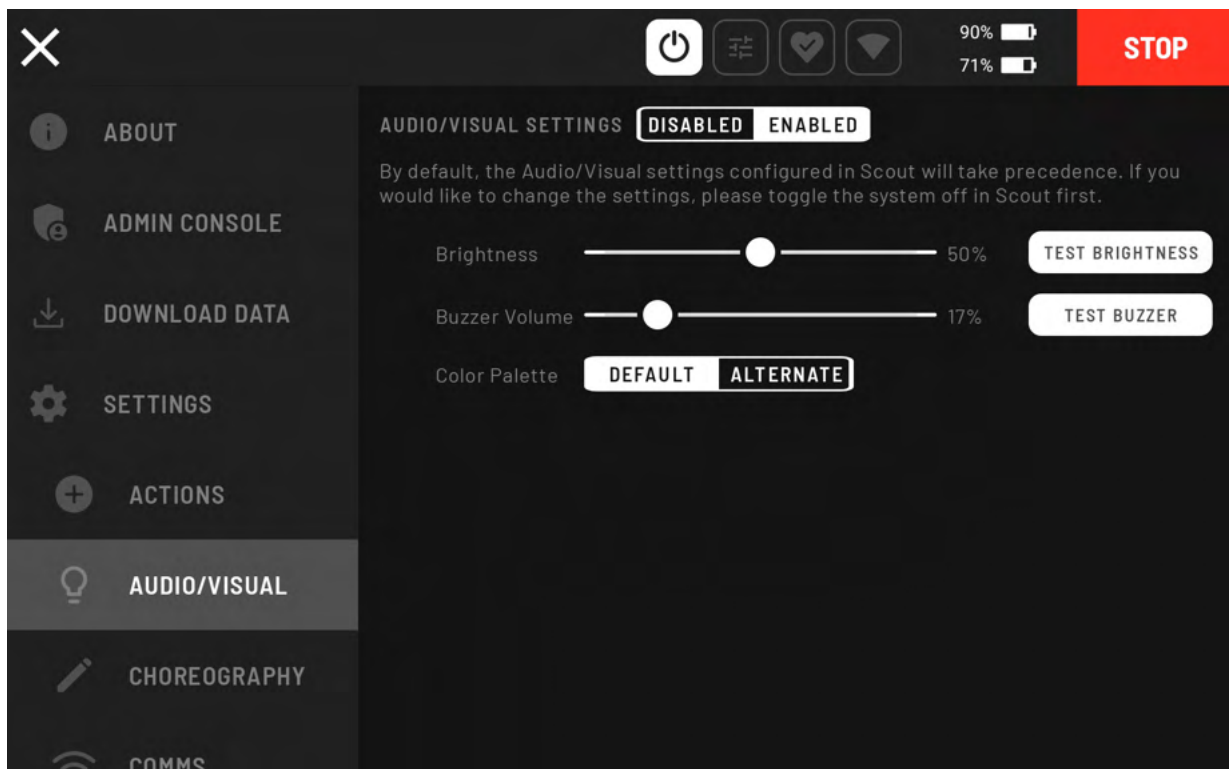 90%
71%
STOP
ABOUT
ADMIN CONSOLE
DOWNLOAD DATA
SETTINGS
ACTIONS
AUDIO/VISUAL
CHOREOGRAPHY
COMMS
AUDIO/VISUAL SETTINGS DISABLED ENABLED
By default, the Audio/Visual settings configured in Scout will take precedence. If you
would like to change the settings, please toggle the system off in Scout first.
Brightness 50% TEST BRIGHTNESS
Buzzer Volume 17% TEST BUZZER
Color Palette DEFAULT ALTERNATE